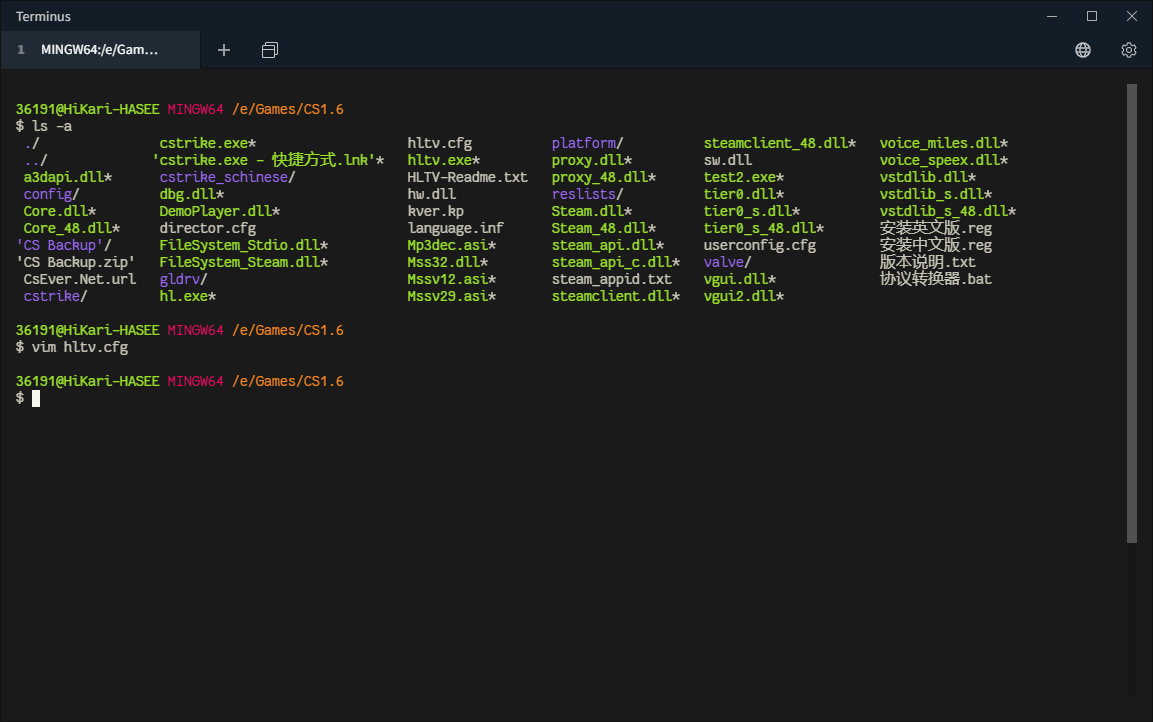 Terminus
1 MINGW64:/e/Gam...
36191@HiKari-HASEE MINGW64 /e/Games/CS1.6
$ ls -a
./ cstrike.exe* hltv.cfg platform/ steamclient_48.dll* voice_miles.dll*
../ 'cstrike.exe - 快捷方式.lnk'* hltv.exe* proxy.dll* sw.dll voice_speex.dll*
a3dapi.dll* cstrike_schinese/ HLTV-Readme.txt proxy_48.dll* test2.exe* vstdlib.dll*
config/ dbg.dll* hw.dll reslists/ tier0.dll* vstdlib_s.dll*
Core.dll* DemoPlayer.dll* kver.kp Steam.dll* tier0_s.dll* vstdlib_s_48.dll*
Core_48.dll* director.cfg language.inf Steam_48.dll* tier0_s_48.dll* 安装英文版.reg
'CS Backup'/ FileSystem_Stdio.dll* Mp3dec.asi* steam_api.dll* userconfig.cfg 安装中文版.reg
'CS Backup.zip' FileSystem_Steam.dll* Mss32.dll* steam_api_c.dll* valve/ 版本说明.txt
CsEver.Net.url gldrv/ Mssv12.asi* steam_appid.txt vgui.dll* 协议转换器.bat
cstrike/ hl.exe* Mssv29.asi* steamclient.dll* vgui2.dll*
36191@HiKari-HASEE MINGW64 /e/Games/CS1.6
$ vim hltv.cfg
36191@HiKari-HASEE MINGW64 /e/Games/CS1.6
$